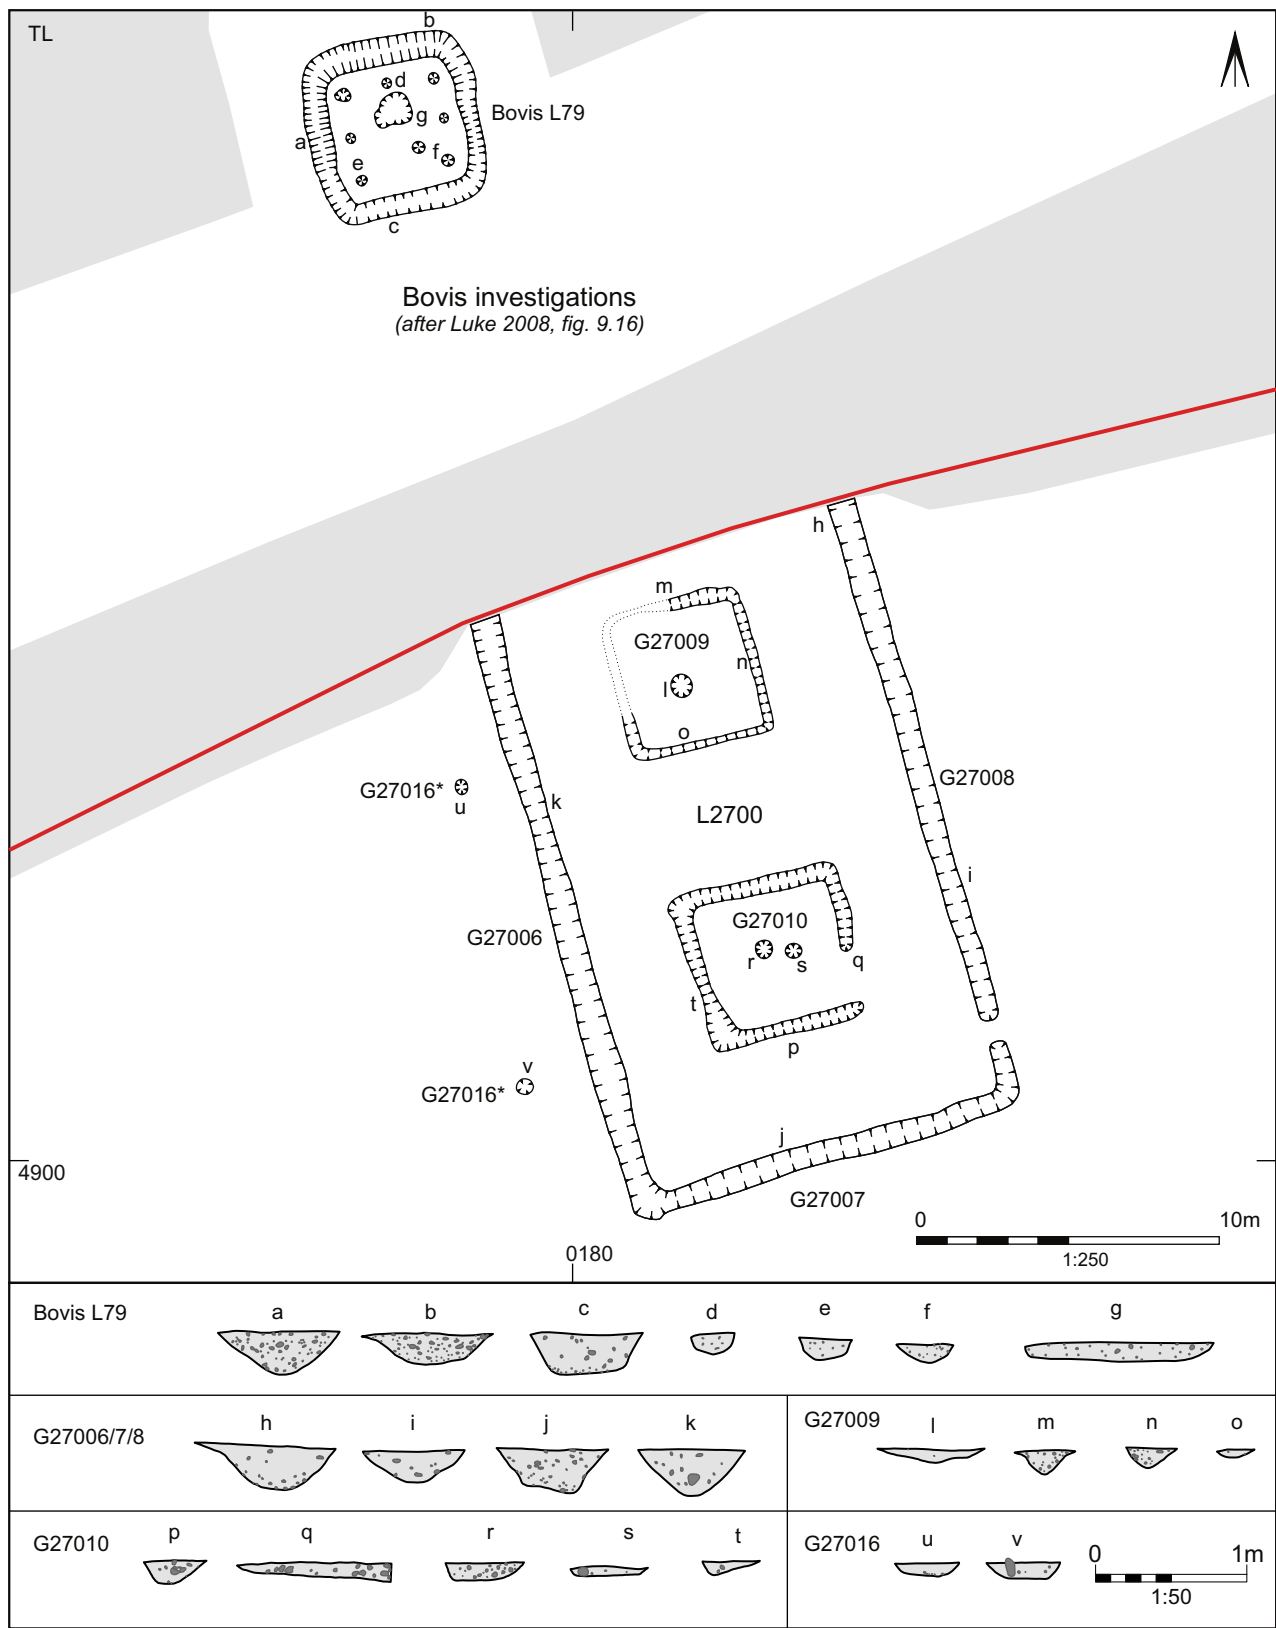 TL
b
d
g
Bovis L79
a
e
f
c
Bovis investigations
(after Luke 2008, fig. 9.16)
h
m
G27009
n
l
o
G27016*
u
k
L2700
G27008
i
G27006
G27010
r
s
q
t
p
v
G27016*
j
4900
G27007
0
10m
0180
1:250
Bovis L79
a
b
c
d
e
f
g
G27006/7/8
h
i
j
k
G27009
l
m
n
o
G27010
p
q
r
s
t
G27016
u
v
0
1m
1:50